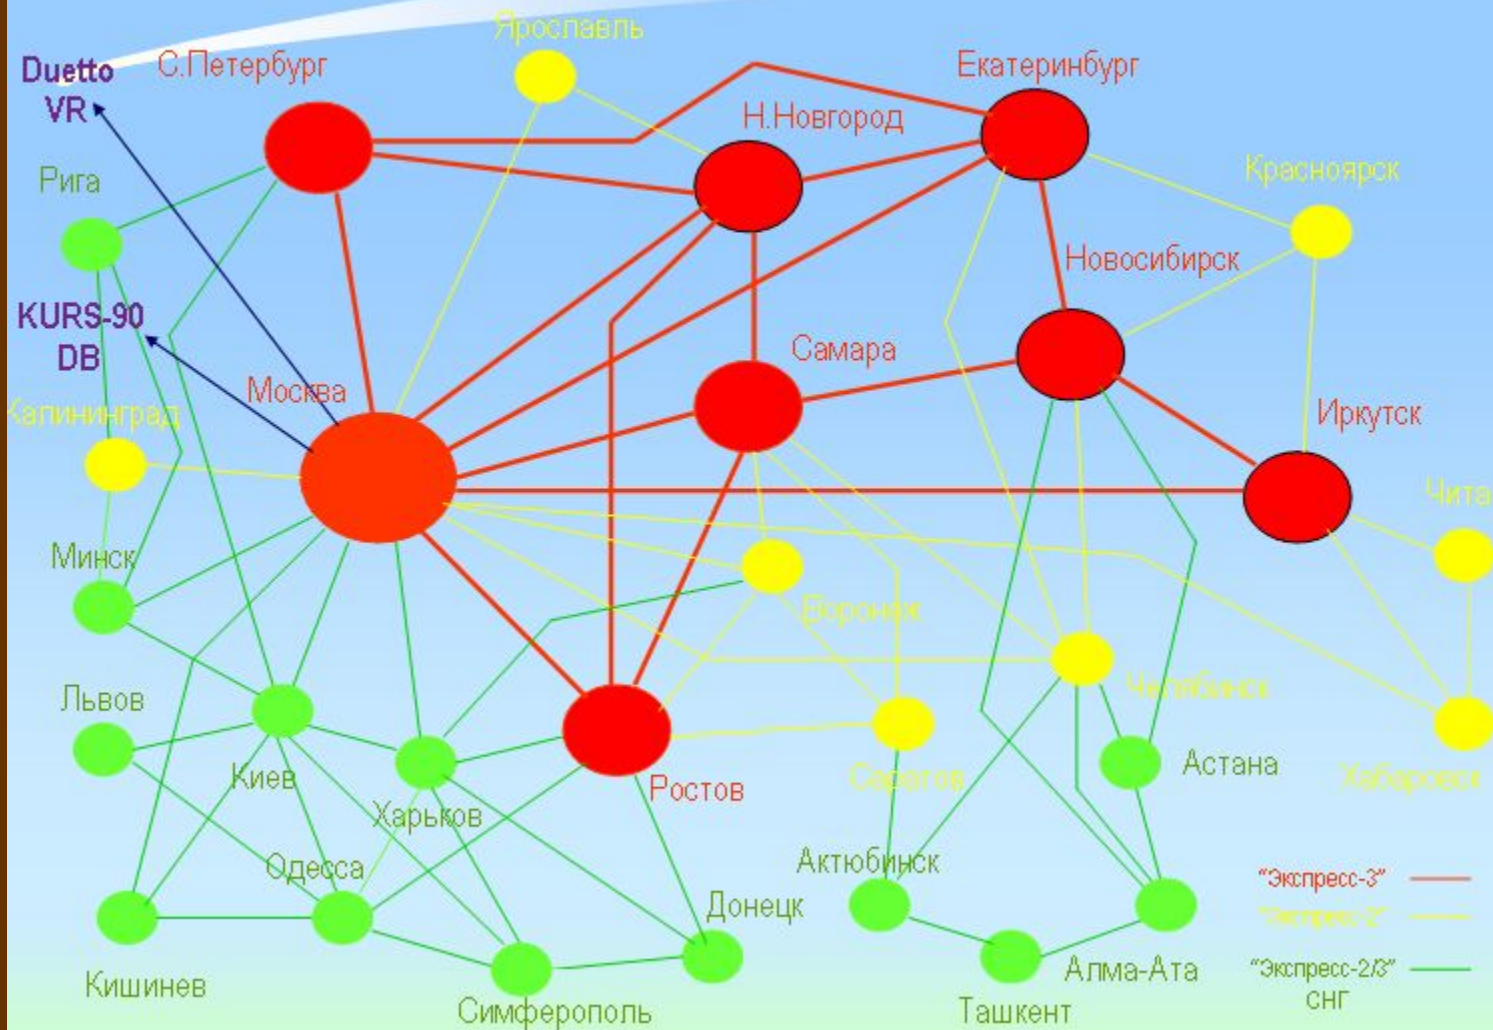 Ярославль
Duetto
VR
С.Петербург
Екатеринбург
Н.Новгород
Рига
Красноярск
Новосибирск
KURS-90
DB
Самара
Москва
Калининград
Иркутск
Чита
Минск
Воронеж
Львов
Челябинск
Киев
Астана
Саратов
Хабаровск
Ростов
Харьков
Одесса
Актюбинск
"Экспресс-3"
Донецк
"Экспресс-2"
Кишинев
Алма-Ата
"Экспресс-2/3"
СНГ
Симферополь
Ташкент